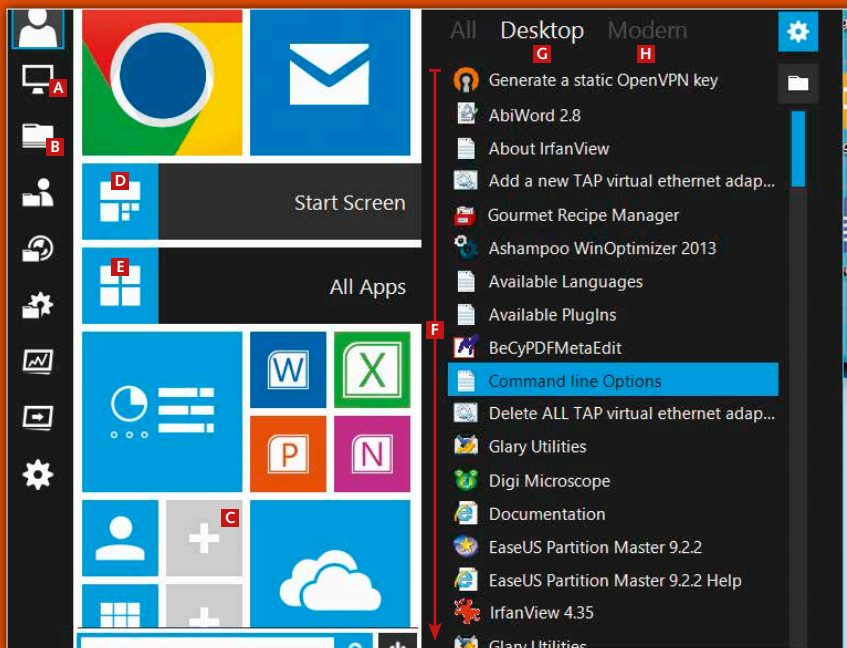 All Desktop Modern
G
H
A
B
D
Start Screen
E
All Apps
W
X
P
N
C
F
Generate a static OpenVPN key
AbiWord 2.8
About IrfanView
Add a new TAP virtual ethernet adap...
Gourmet Recipe Manager
Ashampoo WinOptimizer 2013
Available Languages
Available PlugIns
BeCyPDFMetaEdit
Command line Options
Delete ALL TAP virtual ethernet adap...
Glary Utilities
Digi Microscope
Documentation
EaseUS Partition Master 9.2.2
EaseUS Partition Master 9.2.2 Help
IrfanView 4.35
Glary Utilities